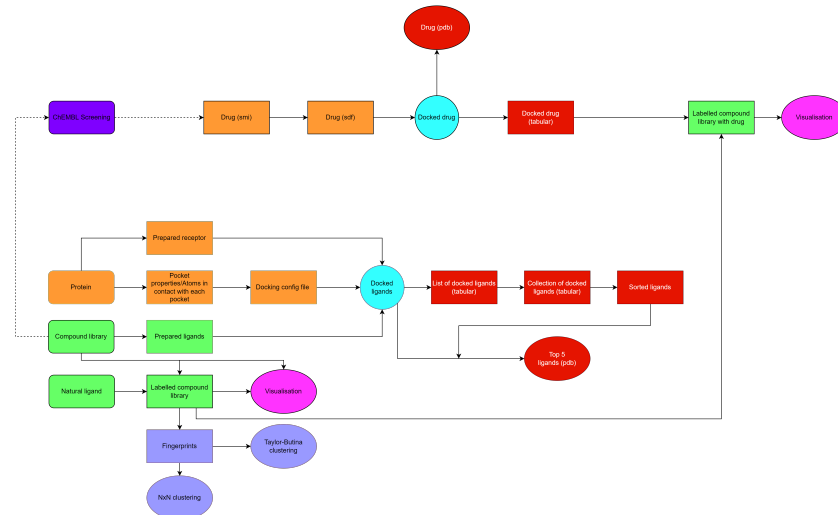 Drug (pdb)
ChEMBL Screening
Drug (smi)
Drug (sdf)
Docked drug
Docked drug
(tabular)
Labelled compound
library with drug
Visualisation
Prepared receptor
Protein
Pocket
properties/Atoms in
contact with each
pocket
Docking config file
Docked
ligands
List of docked ligands
(tabular)
Collection of docked
ligands (tabular)
Sorted ligands
Compound library
Prepared ligands
Top 5
ligands (pdb)
Natural ligand
Labelled compound
library
Visualisation
Fingerprints
Taylor-Butina
clustering
NxN clustering